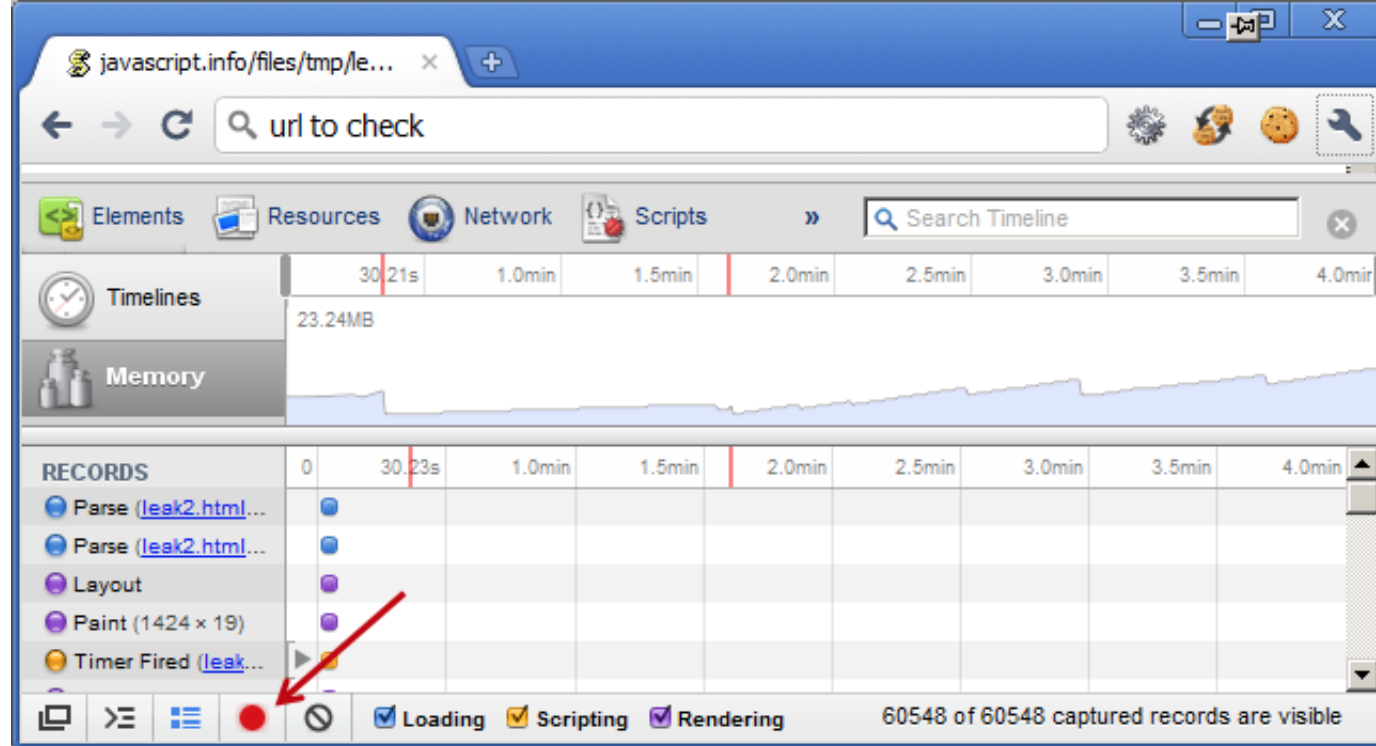 javascript.info/files/tmp/le...
url to check
Elements Resources Network Scripts » Search Timeline
Timelines
30.21s 1.0min 1.5min 2.0min 2.5min 3.0min 3.5min 4.0min
23.24MB
Memory
RECORDS 0 30.23s 1.0min 1.5min 2.0min 2.5min 3.0min 3.5min 4.0min
Parse (leak2.html...
Parse (leak2.html...
Layout
Paint (1424 × 19)
Timer Fired (leak...
Loading Scripting Rendering 60548 of 60548 captured records are visible